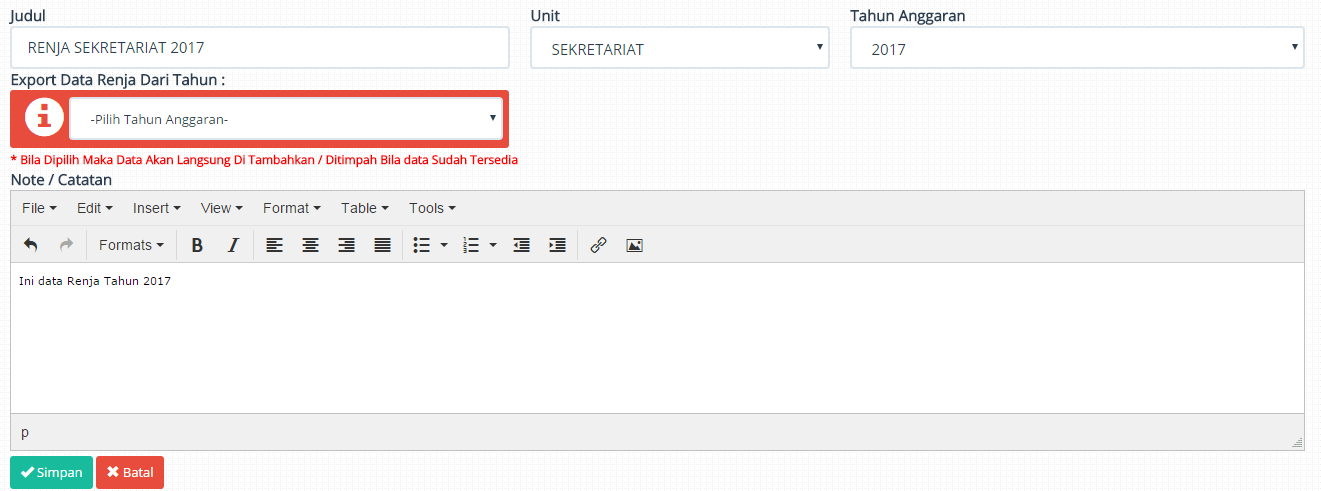 Judul Unit Tahun Anggaran
RENJA SEKRETARIAT 2017 SEKRETARIAT 2017
Export Data Renja Dari Tahun :
-Pilih Tahun Anggaran-
* Bila Dipilih Maka Data Akan Langsung Di Tambahkan / Ditimpah Bila data Sudah Tersedia
Note / Catatan
File Edit Insert View Format Table Tools
Formats B I
Ini data Renja Tahun 2017
p
Simpan Batal